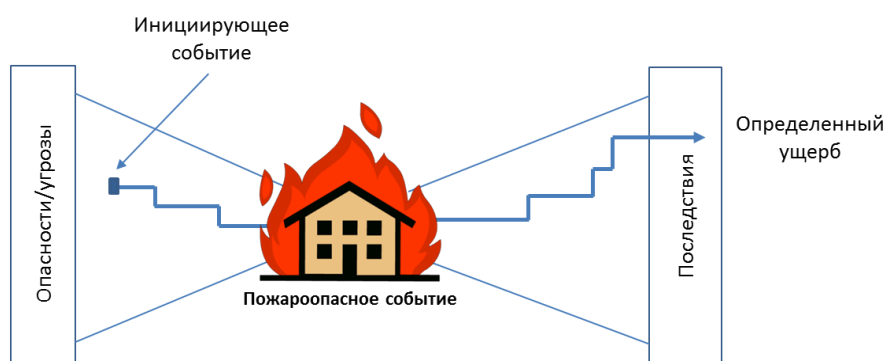 Инициирующее
событие
Опасности/угрозы
Пожароопасное событие
Последствия
Определенный
ущерб